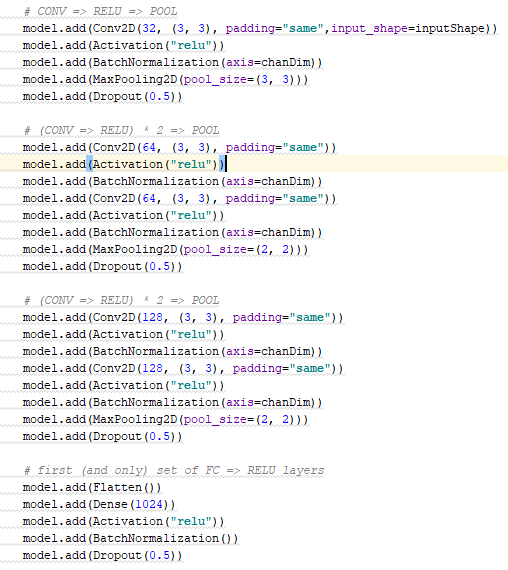 # CONV => RELU => POOL
model.add(Conv2D(32, (3, 3), padding="same",input_shape=inputShape))
model.add(Activation("relu"))
model.add(BatchNormalization(axis=chanDim))
model.add(MaxPooling2D(pool_size=(3, 3)))
model.add(Dropout(0.5))
# (CONV => RELU) * 2 => POOL
model.add(Conv2D(64, (3, 3), padding="same"))
model.add(Activation("relu"))
model.add(BatchNormalization(axis=chanDim))
model.add(Conv2D(64, (3, 3), padding="same"))
model.add(Activation("relu"))
model.add(BatchNormalization(axis=chanDim))
model.add(MaxPooling2D(pool_size=(2, 2)))
model.add(Dropout(0.5))
# (CONV => RELU) * 2 => POOL
model.add(Conv2D(128, (3, 3), padding="same"))
model.add(Activation("relu"))
model.add(BatchNormalization(axis=chanDim))
model.add(Conv2D(128, (3, 3), padding="same"))
model.add(Activation("relu"))
model.add(BatchNormalization(axis=chanDim))
model.add(MaxPooling2D(pool_size=(2, 2)))
model.add(Dropout(0.5))
# first (and only) set of FC => RELU layers
model.add(Flatten())
model.add(Dense(1024))
model.add(Activation("relu"))
model.add(BatchNormalization())
model.add(Dropout(0.5))